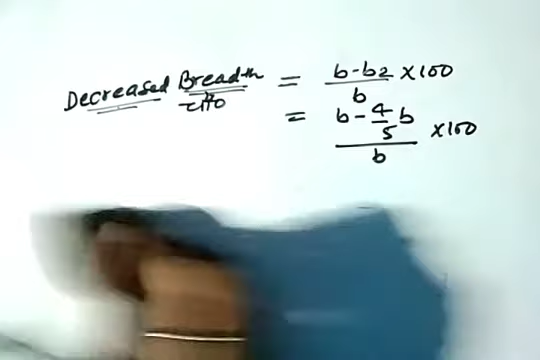 Decreased Breadth = b-b2/b ×100
= b-4/5 b/b ×100